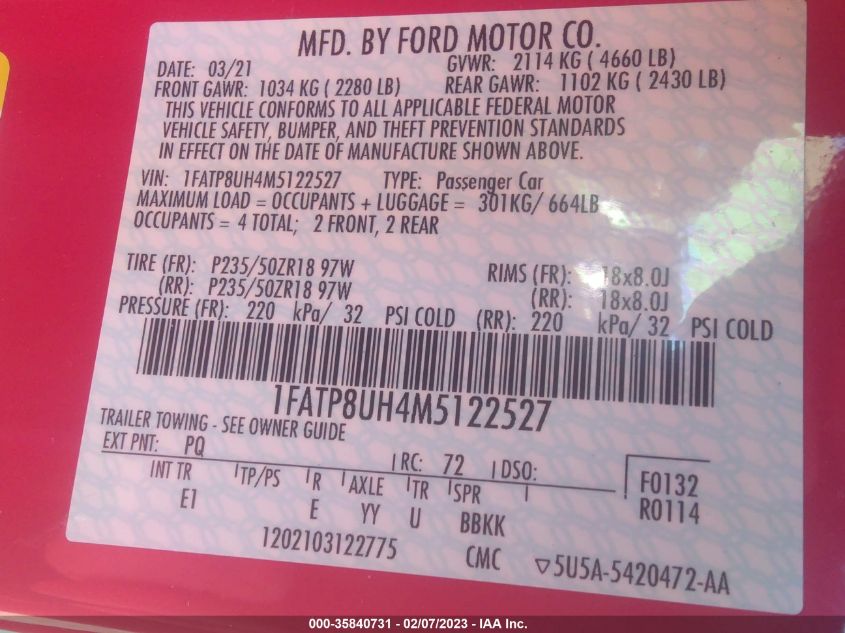 MFD. BY FORD MOTOR CO.
DATE: 03/21 GVWR: 2114 KG ( 4660 LB)
FRONT GAWR: 1034 KG ( 2280 LB) REAR GAWR: 1102 KG ( 2430 LB)
THIS VEHICLE CONFORMS TO ALL APPLICABLE FEDERAL MOTOR
VEHICLE SAFETY, BUMPER, AND THEFT PREVENTION STANDARDS
IN EFFECT ON THE DATE OF MANUFACTURE SHOWN ABOVE.
VIN: 1FATP8UH4M5122527 TYPE: Passenger Car
MAXIMUM LOAD = OCCUPANTS + LUGGAGE = 301KG/ 664LB
OCCUPANTS = 4 TOTAL; 2 FRONT, 2 REAR
TIRE (FR): P235/50ZR18 97W RIMS (FR): 18x8.0J
(RR): P235/50ZR18 97W (RR): 18x8.0J
PRESSURE (FR): 220 kPa/ 32 PSI COLD (RR): 220 kPa/ 32 PSI COLD
1FATP8UH4M5122527
TRAILER TOWING - SEE OWNER GUIDE
EXT PNT: PQ RC: 72 DSO:
INT TR TP/PS R AXLE TR SPR F0132
E1 E YY U BBKK R0114
1202103122775 CMC ▽5U5A-5420472-AA
000-35840731 - 02/07/2023 - IAA Inc.